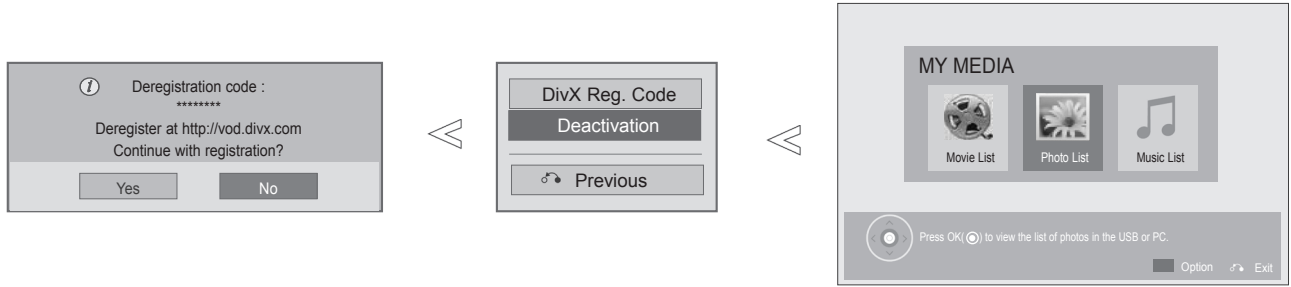 Deregistration code :
********
Deregister at http://vod.divx.com
Continue with registration?
Yes
No
DivX Reg. Code
Deactivation
Previous
MY MEDIA
Movie List
Photo List
Music List
Press OK(◉) to view the list of photos in the USB or PC.
Option
Exit